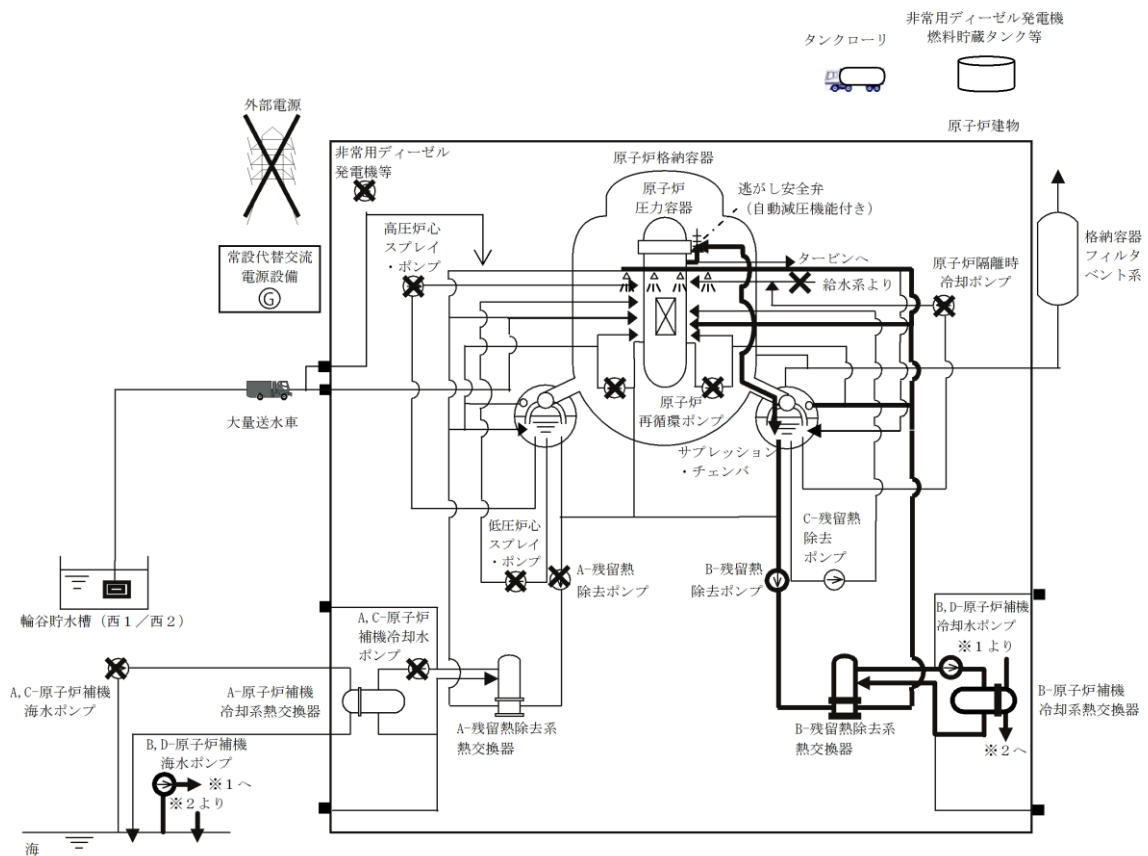 タンクローリ
非常用ディーゼル発電機
燃料貯蔵タンク等
外部電源
原子炉建物
非常用ディーゼル
発電機等
原子炉格納容器
原子炉
圧力容器
逃がし安全弁
（自動減圧機能付き）
高圧炉心
スプレイ
・ポンプ
常設代替交流
電源設備
G
タービンへ
給水系より
原子炉隔離時
冷却ポンプ
格納容器
フィルタ
ベント系
大量送水車
原子炉
再循環ポンプ
サプレッション
・チェンバ
低圧炉心
スプレイ
・ポンプ
A-残留熱
除去ポンプ
B-残留熱
除去ポンプ
C-残留熱
除去
ポンプ
輪谷貯水槽（西１／西２）
A,C-原子炉
補機冷却水
ポンプ
B,D-原子炉補機
冷却水ポンプ
※１より
A,C-原子炉補機
海水ポンプ
A-原子炉補機
冷却系熱交換器
A-残留熱除去系
熱交換器
B-残留熱除去系
熱交換器
B-原子炉補機
冷却系熱交換器
※２へ
B,D-原子炉補機
海水ポンプ
※１へ
※２より
海